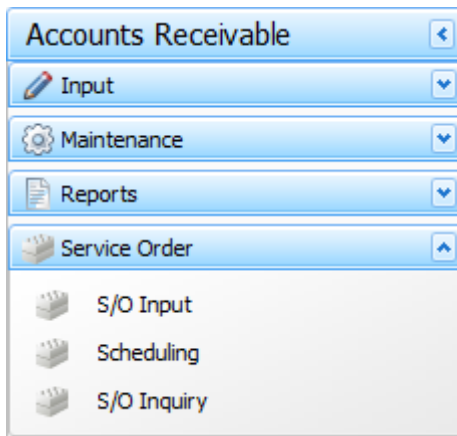 Accounts Receivable
Input
Maintenance
Reports
Service Order
S/O Input
Scheduling
S/O Inquiry